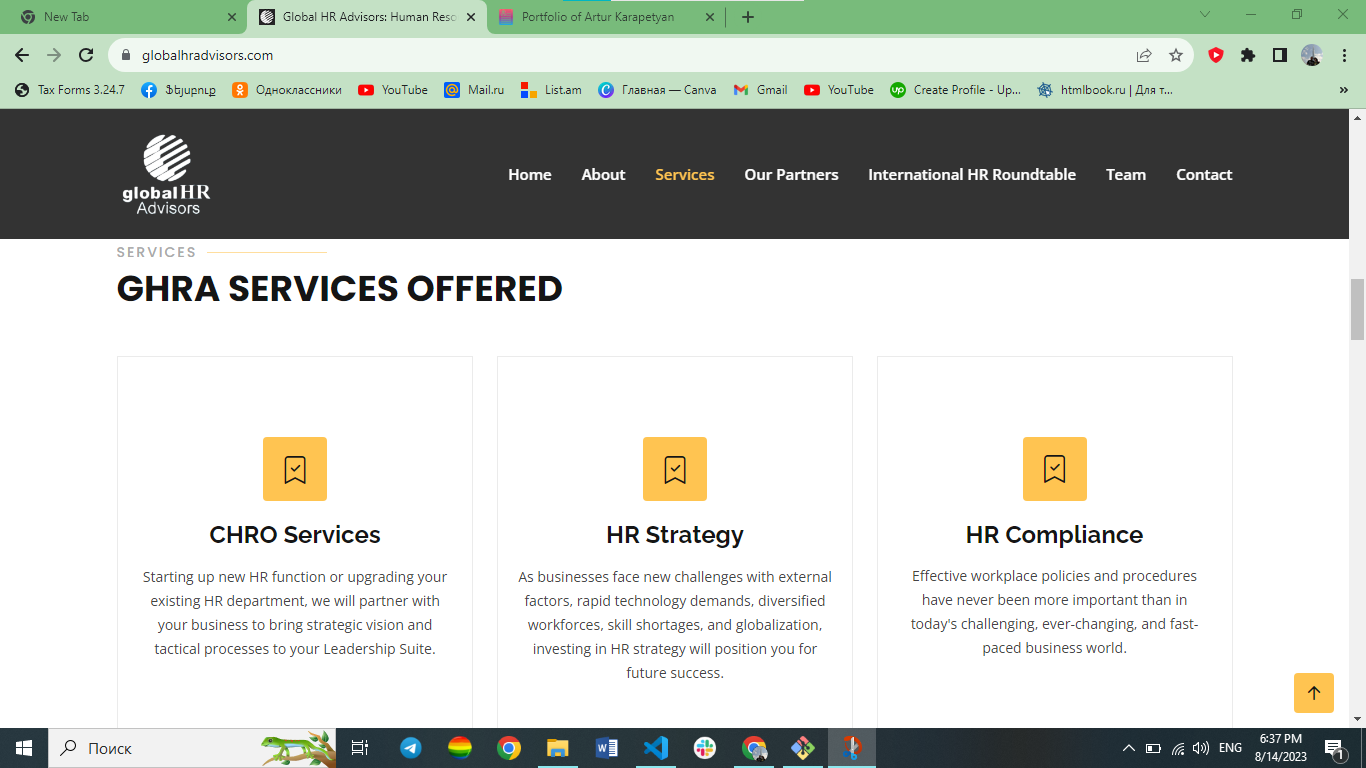 New Tab
Global HR Advisors: Human Reso
Portfolio of Artur Karapetyan
globalhradvisors.com
Tax Forms 3.24.7
Ֆեյսբուք
Одноклассники
YouTube
Mail.ru
List.am
Главная — Canva
Gmail
YouTube
Create Profile - Up...
htmlbook.ru | Для т...
globalHR
Advisors
Home
About
Services
Our Partners
International HR Roundtable
Team
Contact
SERVICES
GHRA SERVICES OFFERED
CHRO Services
Starting up new HR function or upgrading your
existing HR department, we will partner with
your business to bring strategic vision and
tactical processes to your Leadership Suite.
HR Strategy
As businesses face new challenges with external
factors, rapid technology demands, diversified
workforces, skill shortages, and globalization,
investing in HR strategy will position you for
future success.
HR Compliance
Effective workplace policies and procedures
have never been more important than in
today's challenging, ever-changing, and fast-
paced business world.
Поиск
ENG
6:37 PM
8/14/2023
1